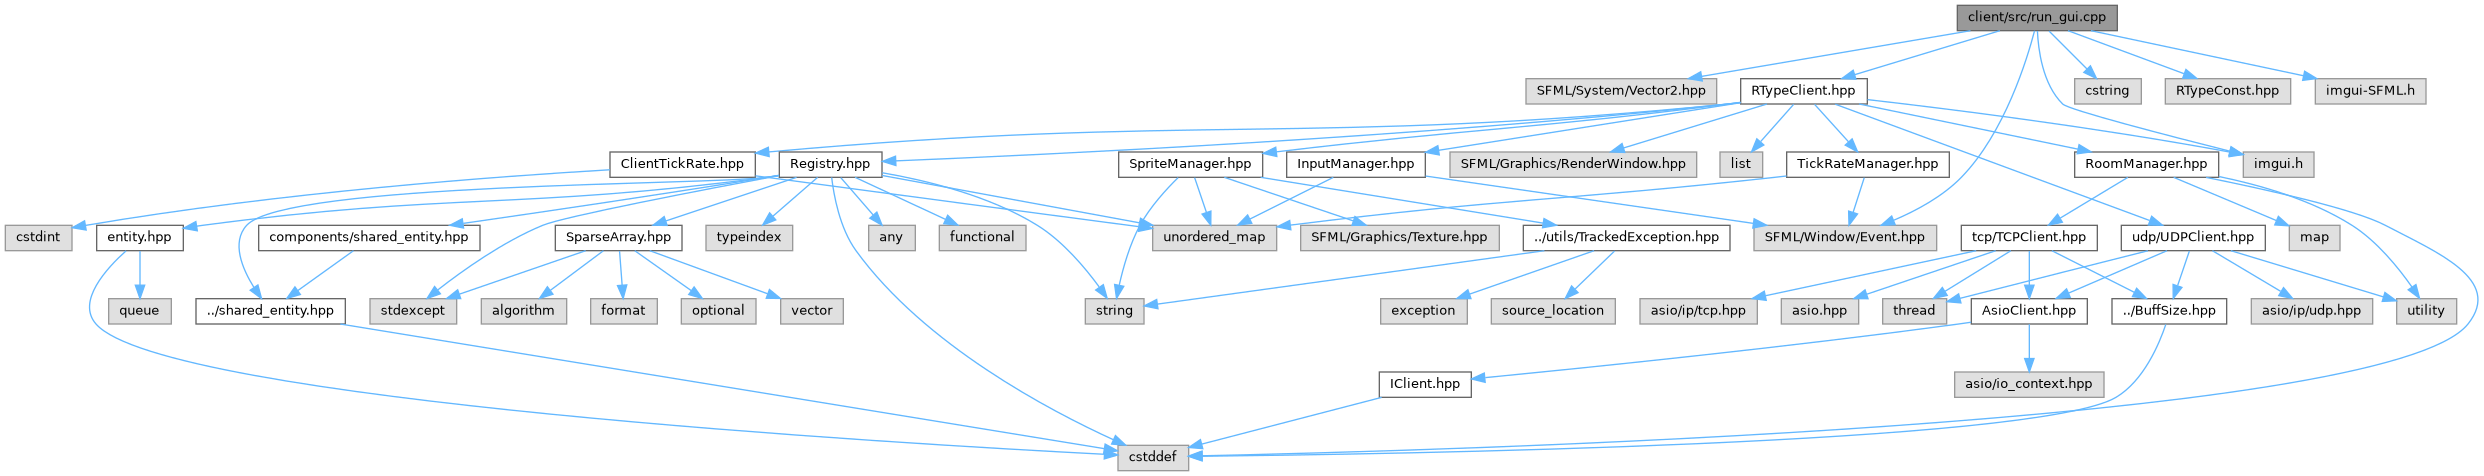 client/src/run_gui.cpp
SFML/System/Vector2.hpp
RTypeClient.hpp
cstring
RTypeConst.hpp
imgui-SFML.h
ClientTickRate.hpp
Registry.hpp
SpriteManager.hpp
InputManager.hpp
SFML/Graphics/RenderWindow.hpp
list
TickRateManager.hpp
RoomManager.hpp
imgui.h
cstdint
entity.hpp
components/shared_entity.hpp
SparseArray.hpp
typeindex
any
functional
unordered_map
SFML/Graphics/Texture.hpp
../utils/TrackedException.hpp
SFML/Window/Event.hpp
tcp/TCPClient.hpp
udp/UDPClient.hpp
map
queue
../shared_entity.hpp
stdexcept
algorithm
format
optional
vector
string
exception
source_location
asio/ip/tcp.hpp
asio.hpp
thread
AsioClient.hpp
../BuffSize.hpp
asio/ip/udp.hpp
utility
IClient.hpp
asio/io_context.hpp
cstddef